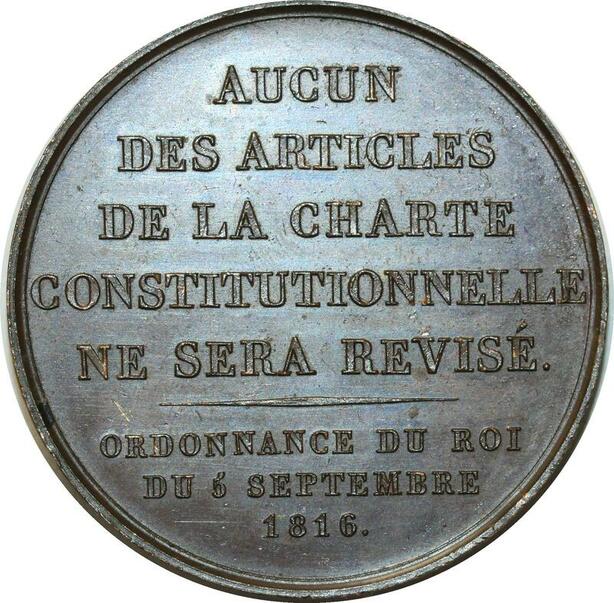 AUCUN
DES ARTICLES
DE LA CHARTE
CONSTITUTIONNELLE
NE SERA REVISÉ.
ORDONNANCE DU ROI
DU 5 SEPTEMBRE
1816.